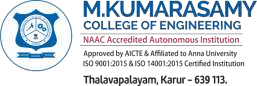 M.KUMARASAMY
COLLEGE OF ENGINEERING
NAAC Accredited Autonomous Institution
Approved by AICTE & Affiliated to Anna University
ISO 9001:2015 & ISO 14001:2015 Certified Institution
Thalavapalayam, Karur – 639 113.